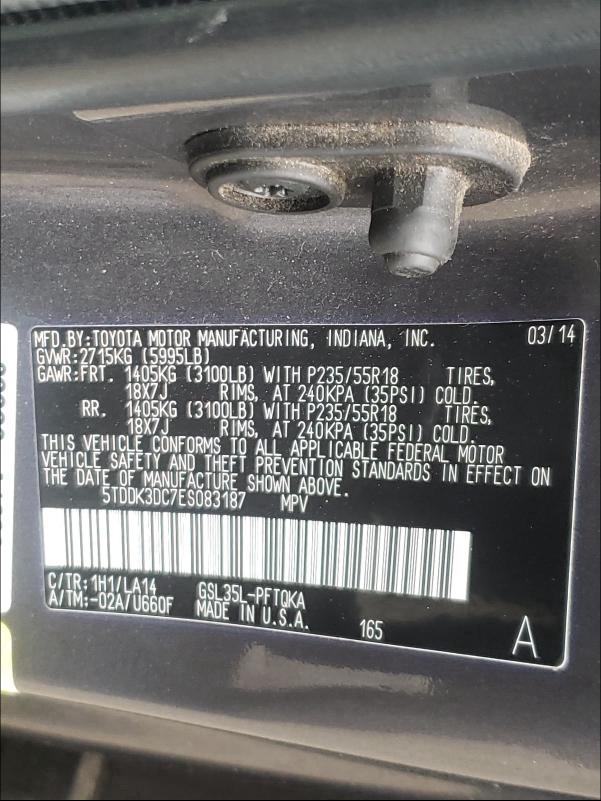 MFD.BY:TOYOTA MOTOR MANUFACTURING, INDIANA, INC. 03/14
GVWR:2715KG (5995LB)
GAWR:FRT. 1405KG (3100LB) WITH P235/55R18 TIRES,
18X7J RIMS, AT 240KPA (35PSI) COLD.
RR. 1405KG (3100LB) WITH P235/55R18 TIRES,
18X7J RIMS, AT 240KPA (35PSI) COLD.
THIS VEHICLE CONFORMS TO ALL APPLICABLE FEDERAL MOTOR
VEHICLE SAFETY AND THEFT PREVENTION STANDARDS IN EFFECT ON
THE DATE OF MANUFACTURE SHOWN ABOVE.
5TDDK3DC7ES083187 MPV
C/TR:1H1/LA14 GSL35L-PFTQKA
A/TM:-02A/U660F MADE IN U.S.A. 165 A